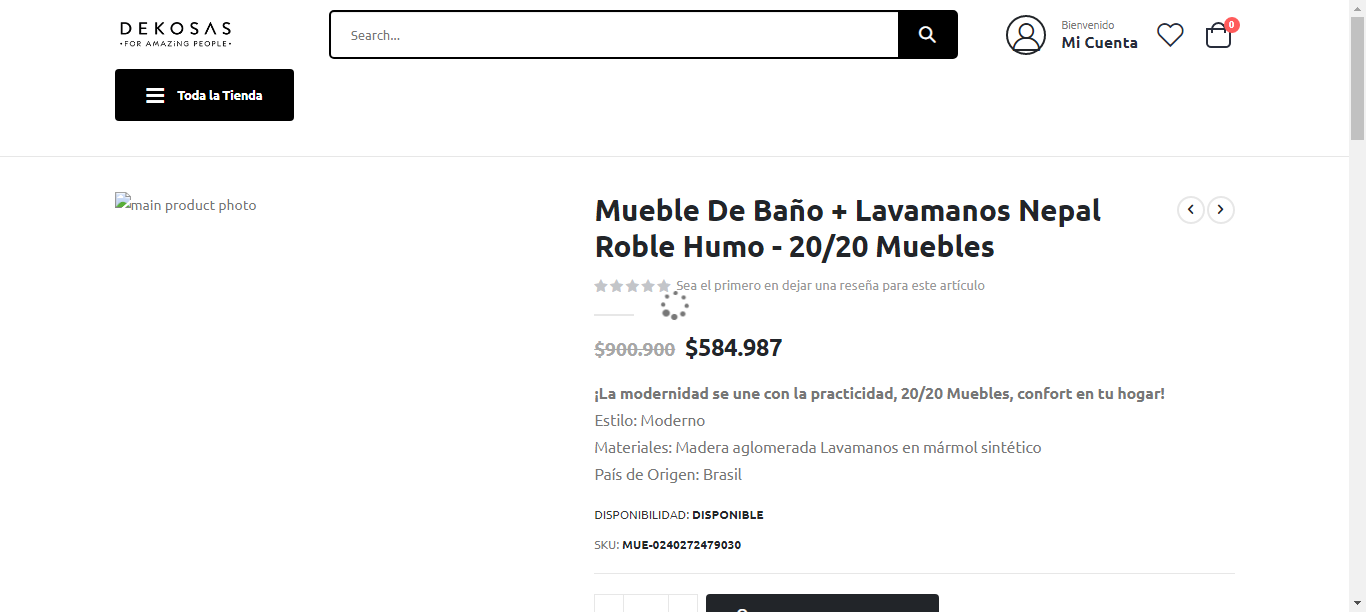 DEKOSAS
•FOR AMAZING PEOPLE•
Search...
Bienvenido
Mi Cuenta
0
Toda la Tienda
main product photo
Mueble De Baño + Lavamanos Nepal
Roble Humo - 20/20 Muebles
Sea el primero en dejar una reseña para este artículo
$900.900 $584.987
¡La modernidad se une con la practicidad, 20/20 Muebles, confort en tu hogar!
Estilo: Moderno
Materiales: Madera aglomerada Lavamanos en mármol sintético
País de Origen: Brasil
DISPONIBILIDAD: DISPONIBLE
SKU: MUE-0240272479030